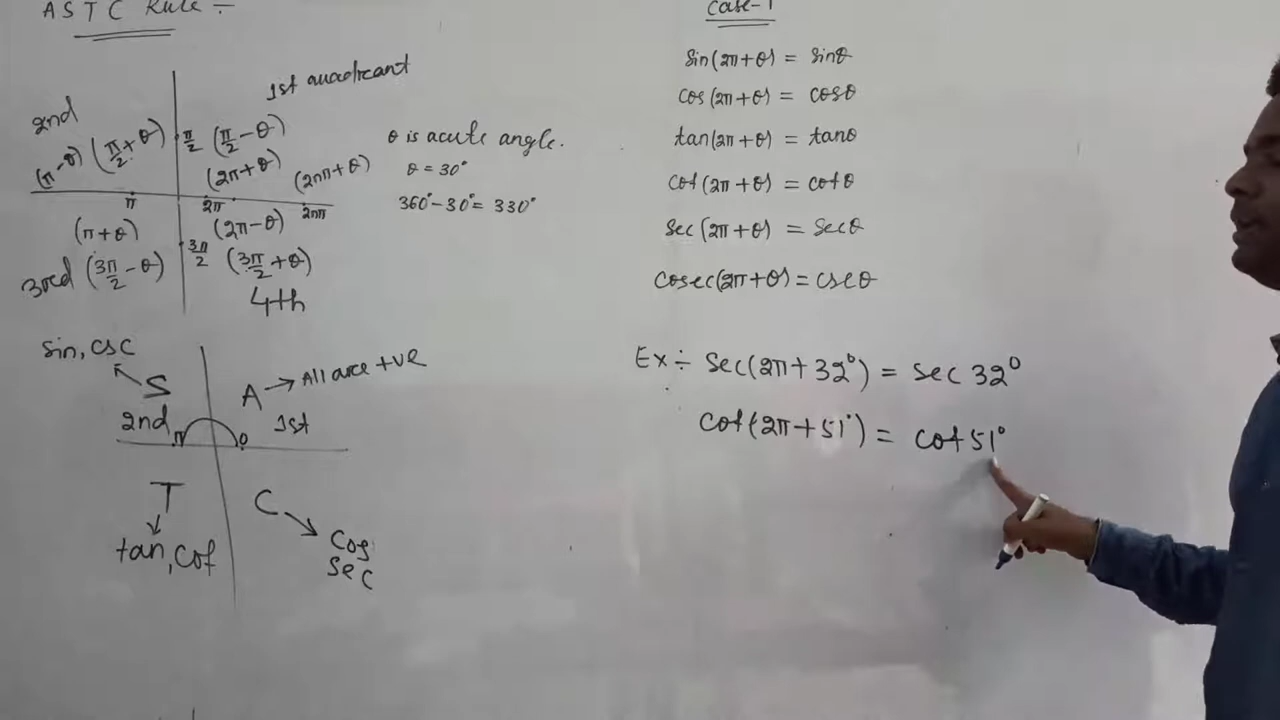 ASTC Rule ÷
1st quadricant
2nd
(π-θ) (π/2+θ) π/2 (π/2-θ)
(2π+θ) (2nπ+θ)
π 2π 2nπ
(π+θ) (2π-θ)
3rcd (3π/2-θ) 3π/2 (3π/2+θ)
4th
θ is acute angle.
θ = 30°
360°-30°= 330°
sin, csc
S A → All arce +ve
2nd 1st
π 0
T C
tan, cot cos
sec
Case-1
sin(2π+θ) = sinθ
cos(2π+θ) = cosθ
tan(2π+θ) = tanθ
cot(2π+θ) = cotθ
sec(2π+θ) = secθ
cosec(2π+θ) = cscθ
Ex ÷ sec(2π+32°) = sec 32°
cot(2π+51°) = cot 51°